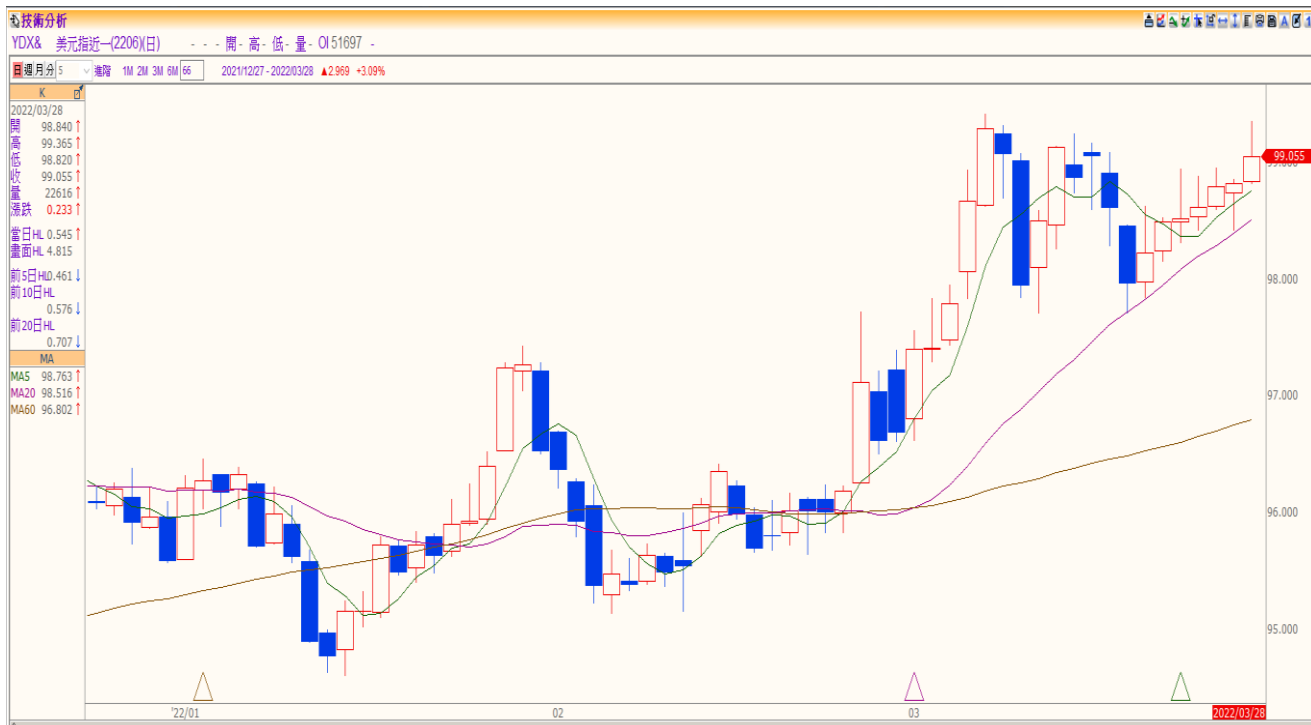 技術分析
YDX& 美元指近一(2206)(日) - - - 開- 高- 低- 量- OI 51697 -
日週月分 5 進階 1M 2M 3M 6M 66 2021/12/27 - 2022/03/28 ▲2.969 +3.09%
K
2022/03/28
開 98.840↑
高 99.365↑
低 98.820↑
收 99.055↑
量 22616↑
漲跌 0.233↑
當日HL 0.545↑
畫面HL 4.815
前5日HL0.461↓
前10日HL
0.576↓
前20日HL
0.707↓
MA
MA5 98.763↑
MA20 98.516↑
MA60 96.802↑
99.055
98.000
97.000
96.000
95.000
'22/01 02 03 2022/03/28